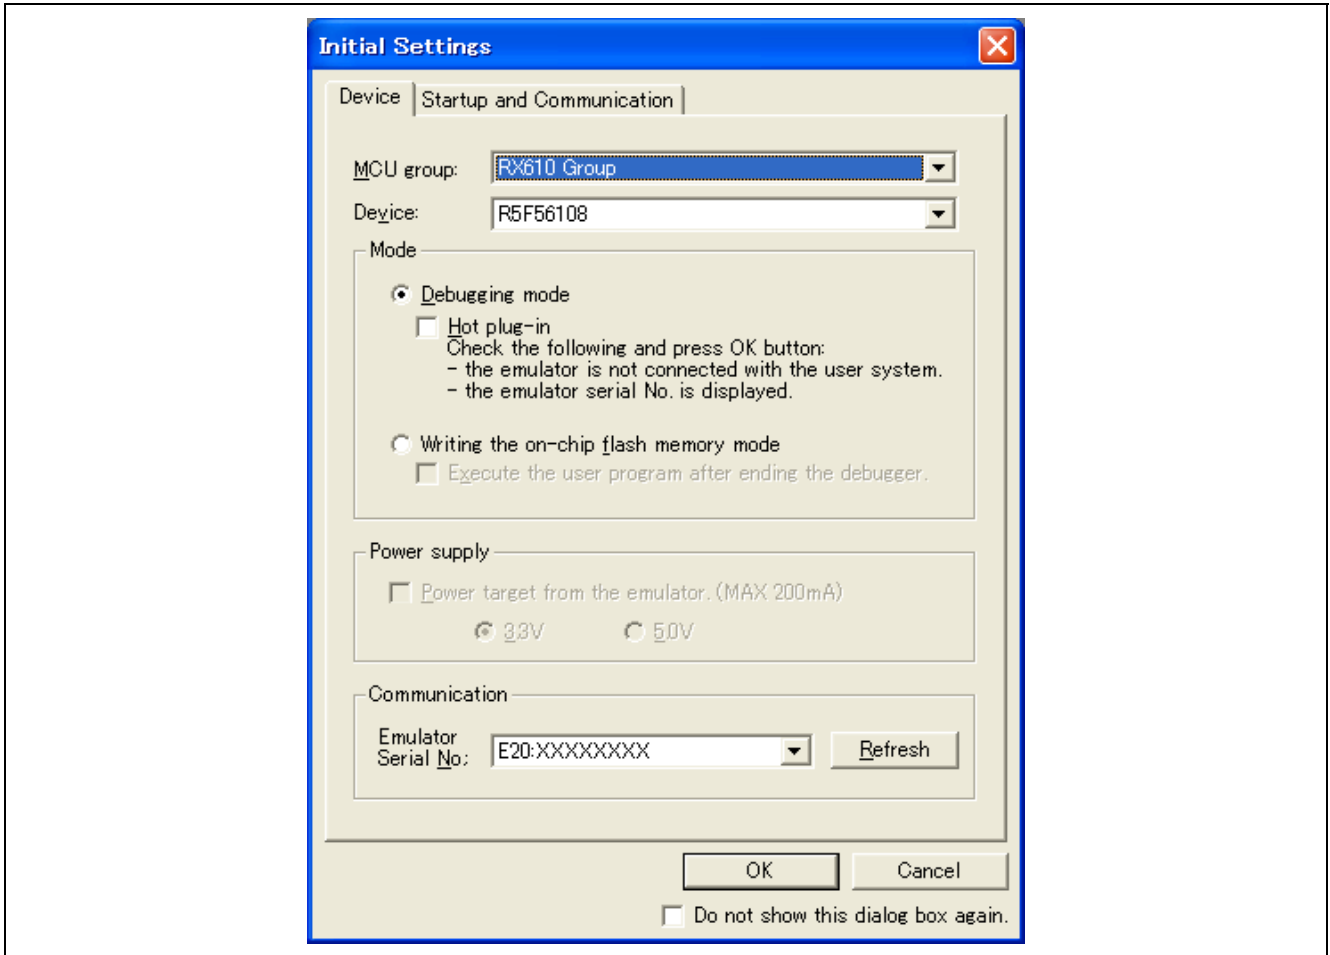 Initial Settings
Device
Startup and Communication
MCU group:
RX610 Group
Device:
R5F56108
Mode
Debugging mode
Hot plug-in
Check the following and press OK button:
- the emulator is not connected with the user system.
- the emulator serial No. is displayed.
Writing the on-chip flash memory mode
Execute the user program after ending the debugger.
Power supply
Power target from the emulator. (MAX 200mA)
3.3V
5.0V
Communication
Emulator
Serial No:
E20:XXXXXXXX
Refresh
OK
Cancel
Do not show this dialog box again.